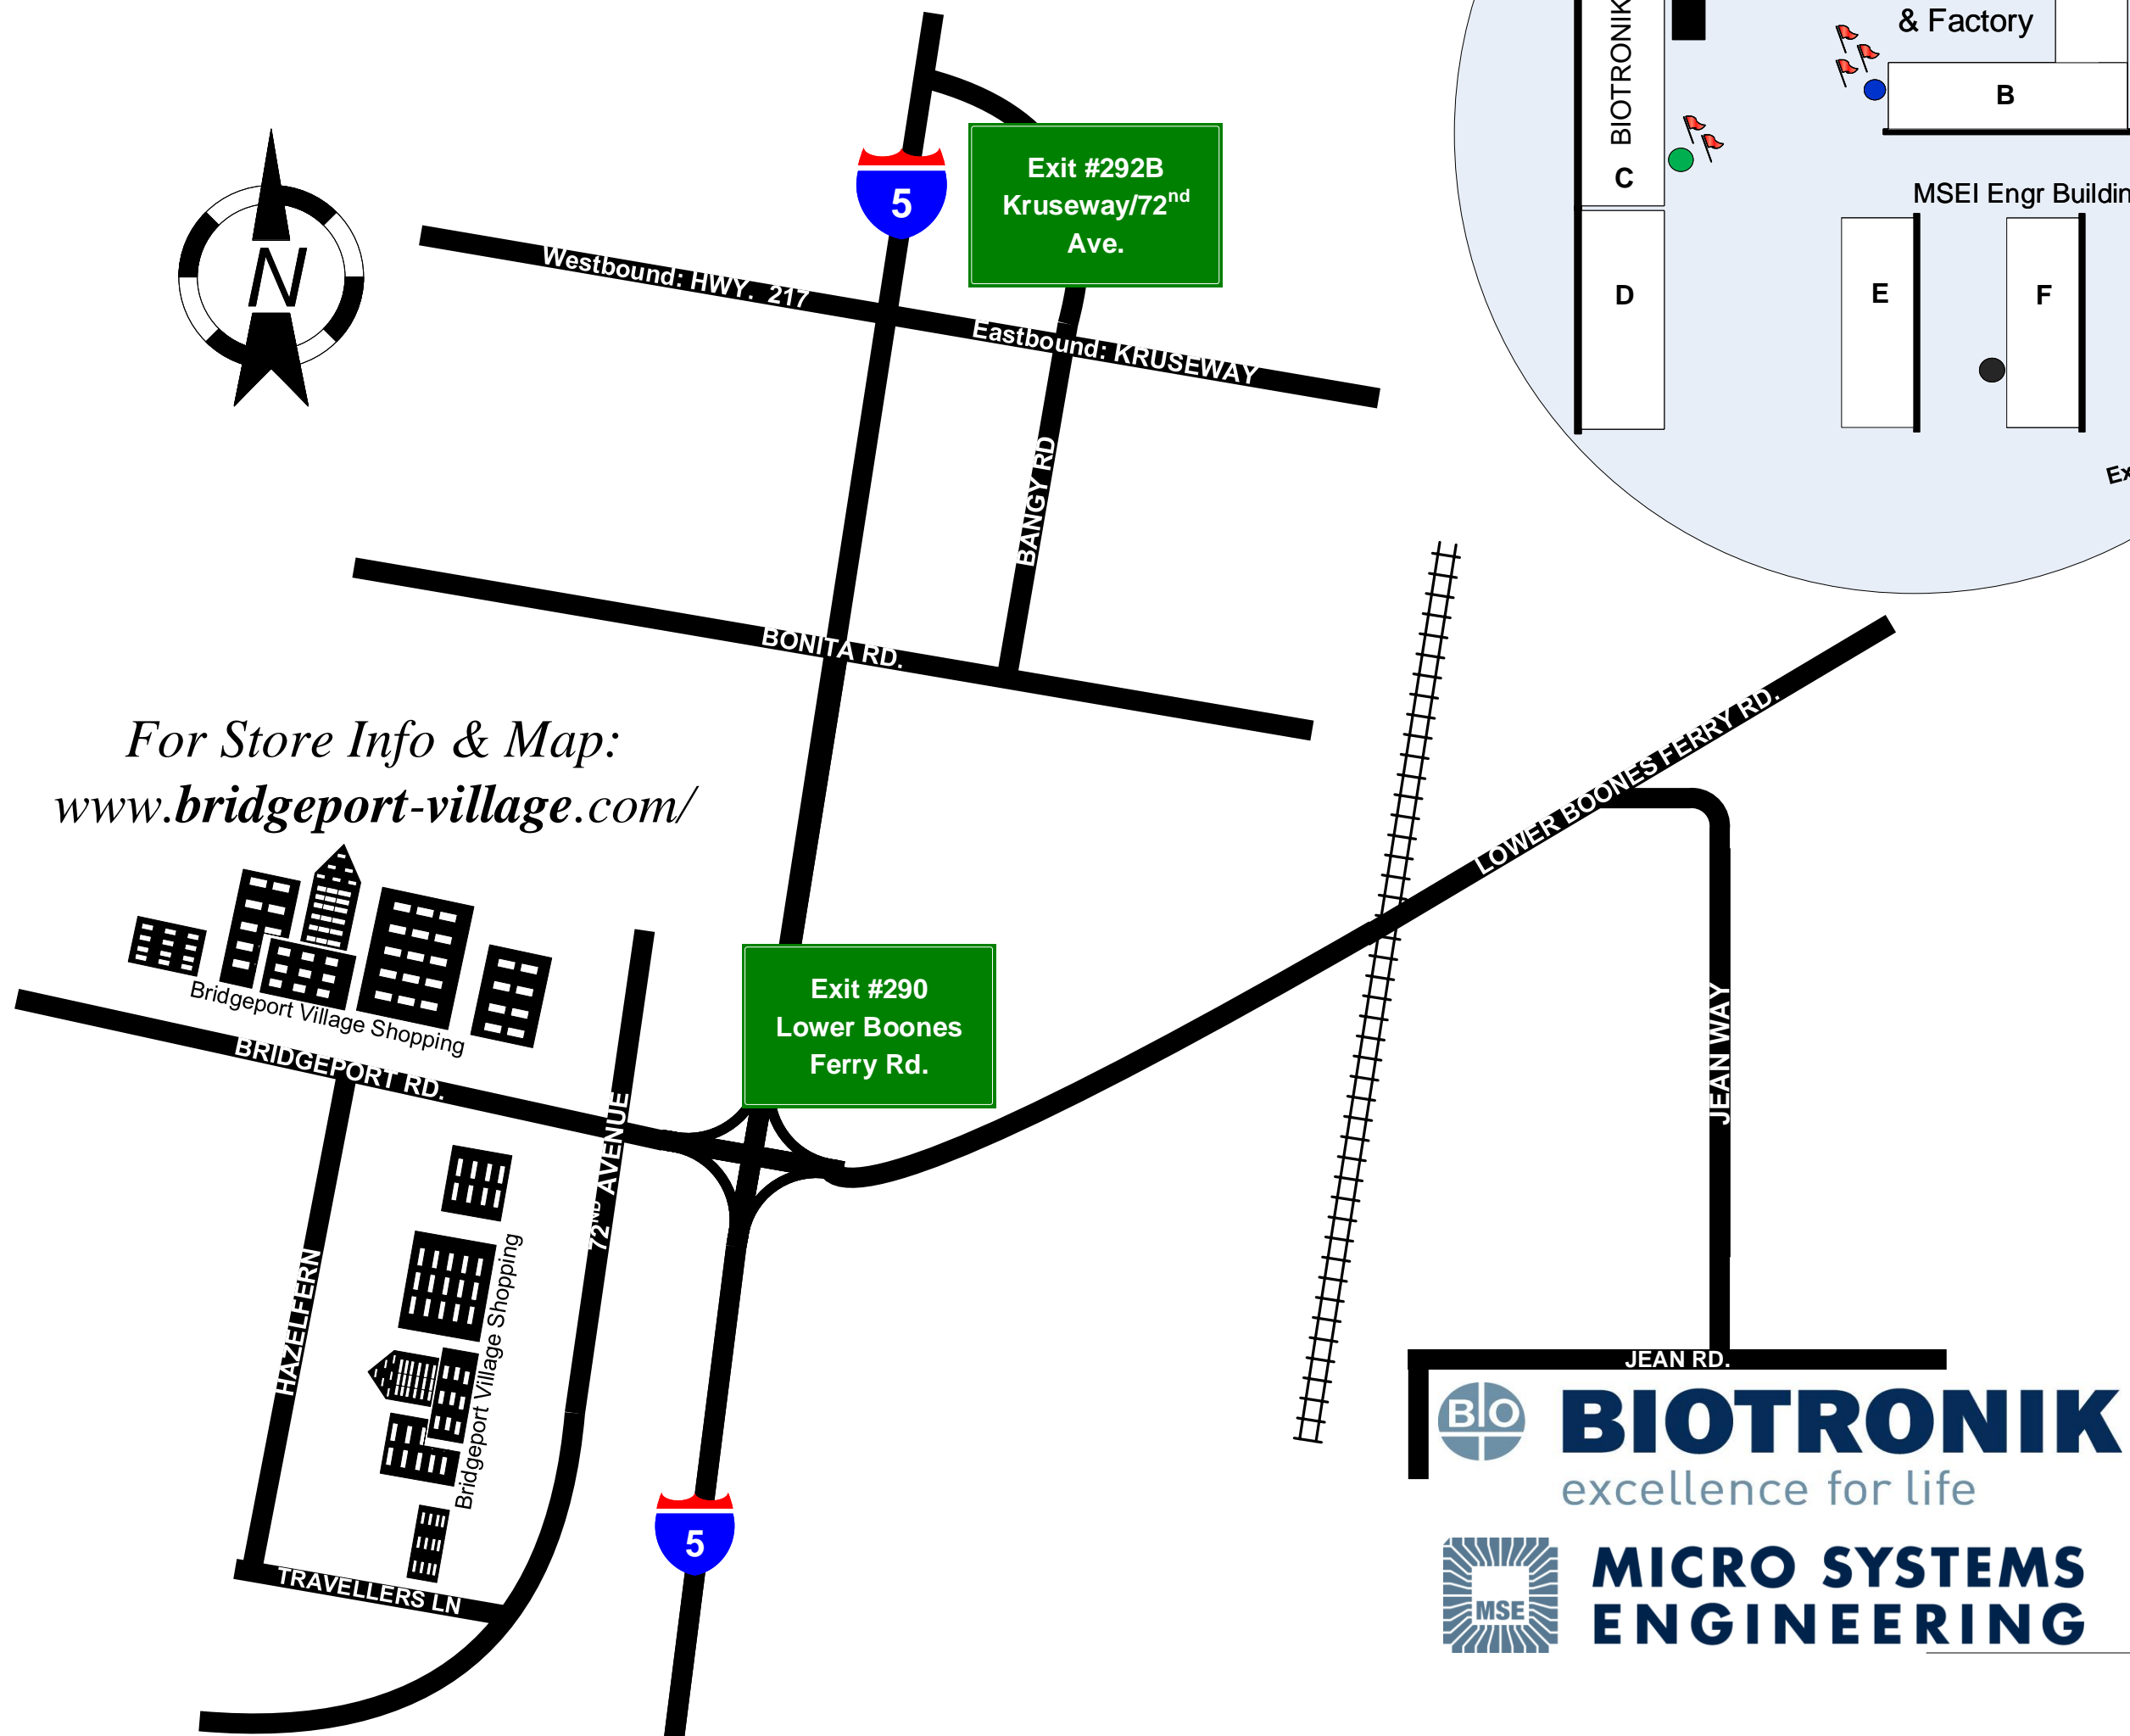 BIOTRONIK
C
D
& Factory
B
MSEI Engr Buildin
E
F
Ex
N
5
Exit #292B
Kruseway/72nd
Ave.
Westbound: HWY. 217
Eastbound: KRUSEWAY
BANGY RD
BONITA RD.
For Store Info & Map:
www.bridgeport-village.com/
Bridgeport Village Shopping
BRIDGEPORT RD.
Exit #290
Lower Boones
Ferry Rd.
LOWER BOONES FERRY RD.
JEAN WAY
72ND AVENUE
HAZELFERN
Bridgeport Village Shopping
TRAVELLERS LN
5
JEAN RD.
BIO
BIOTRONIK
excellence for life
MSE
MICRO SYSTEMS
ENGINEERING